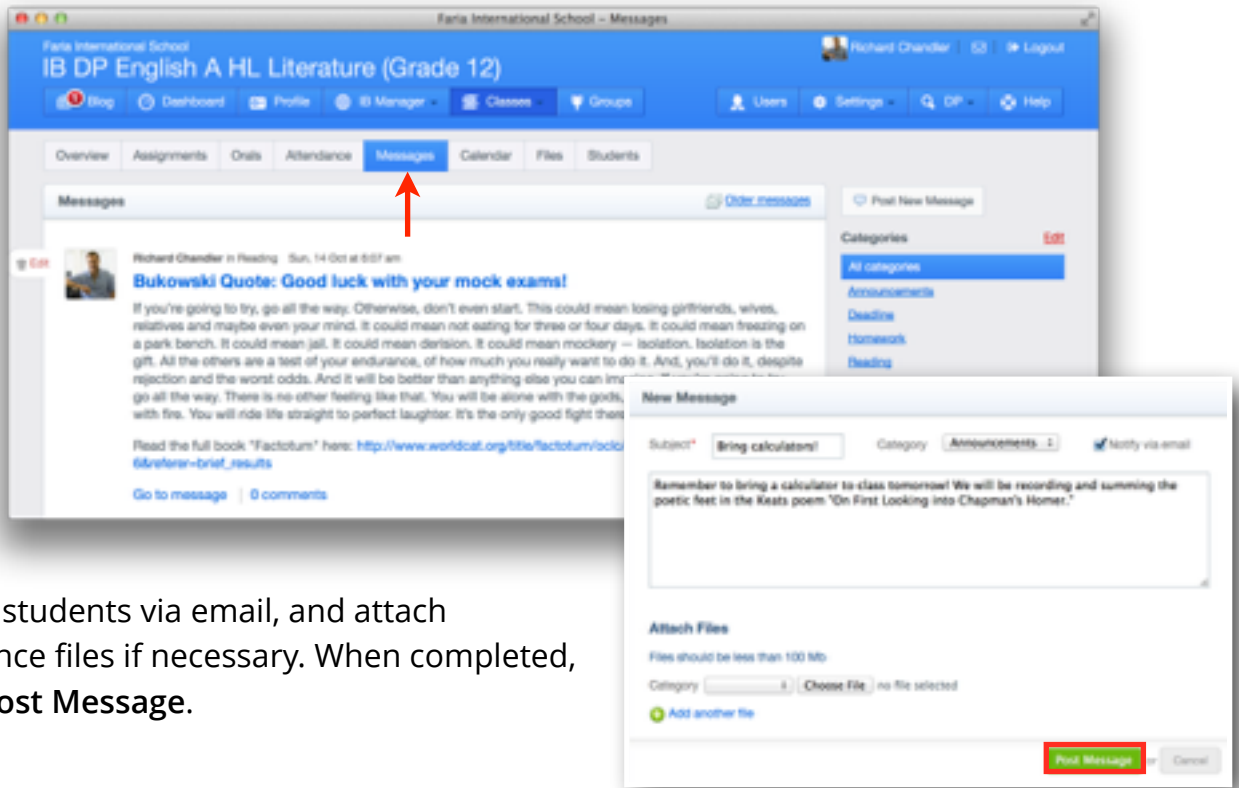 Faria International School – Messages
Faria International School
Richard Chandler
Logout
IB DP English A HL Literature (Grade 12)
Blog Dashboard Profile IB Manager Classes Groups Users Settings DP Help
Overview Assignments Orals Attendance Messages Calendar Files Students
Messages Older messages Post New Message
Categories Edit
Edit
Richard Chandler in Reading Sun, 14 Oct at 6:07 am
All categories
Bukowski Quote: Good luck with your mock exams!
Announcements
If you're going to try, go all the way. Otherwise, don't even start. This could mean losing girlfriends, wives,
Deadline
relatives and maybe even your mind. It could mean not eating for three or four days. It could mean freezing on
Homework
a park bench. It could mean jail. It could mean derision. It could mean mockery — isolation. Isolation is the
gift. All the others are a test of your endurance, of how much you really want to do it. And, you'll do it, despite
Reading
rejection and the worst odds. And it will be better than anything else you can
go all the way. There is no other feeling like that. You will be alone with the gods,
with fire. You will ride life straight to perfect laughter. It's the only good fight there
Read the full book "Factotum" here: http://www.worldcat.org/title/factotum/oclc/
6&referer=brief_results
Go to message 0 comments
New Message
Subject* Bring calculators! Category Announcements Notify via email
Remember to bring a calculator to class tomorrow! We will be recording and summing the
poetic feet in the Keats poem "On First Looking into Chapman's Homer."
Attach Files
Files should be less than 100 Mb
Category Choose File no file selected
Add another file
Post Message or Cancel
students via email, and attach
nce files if necessary. When completed,
ost Message.